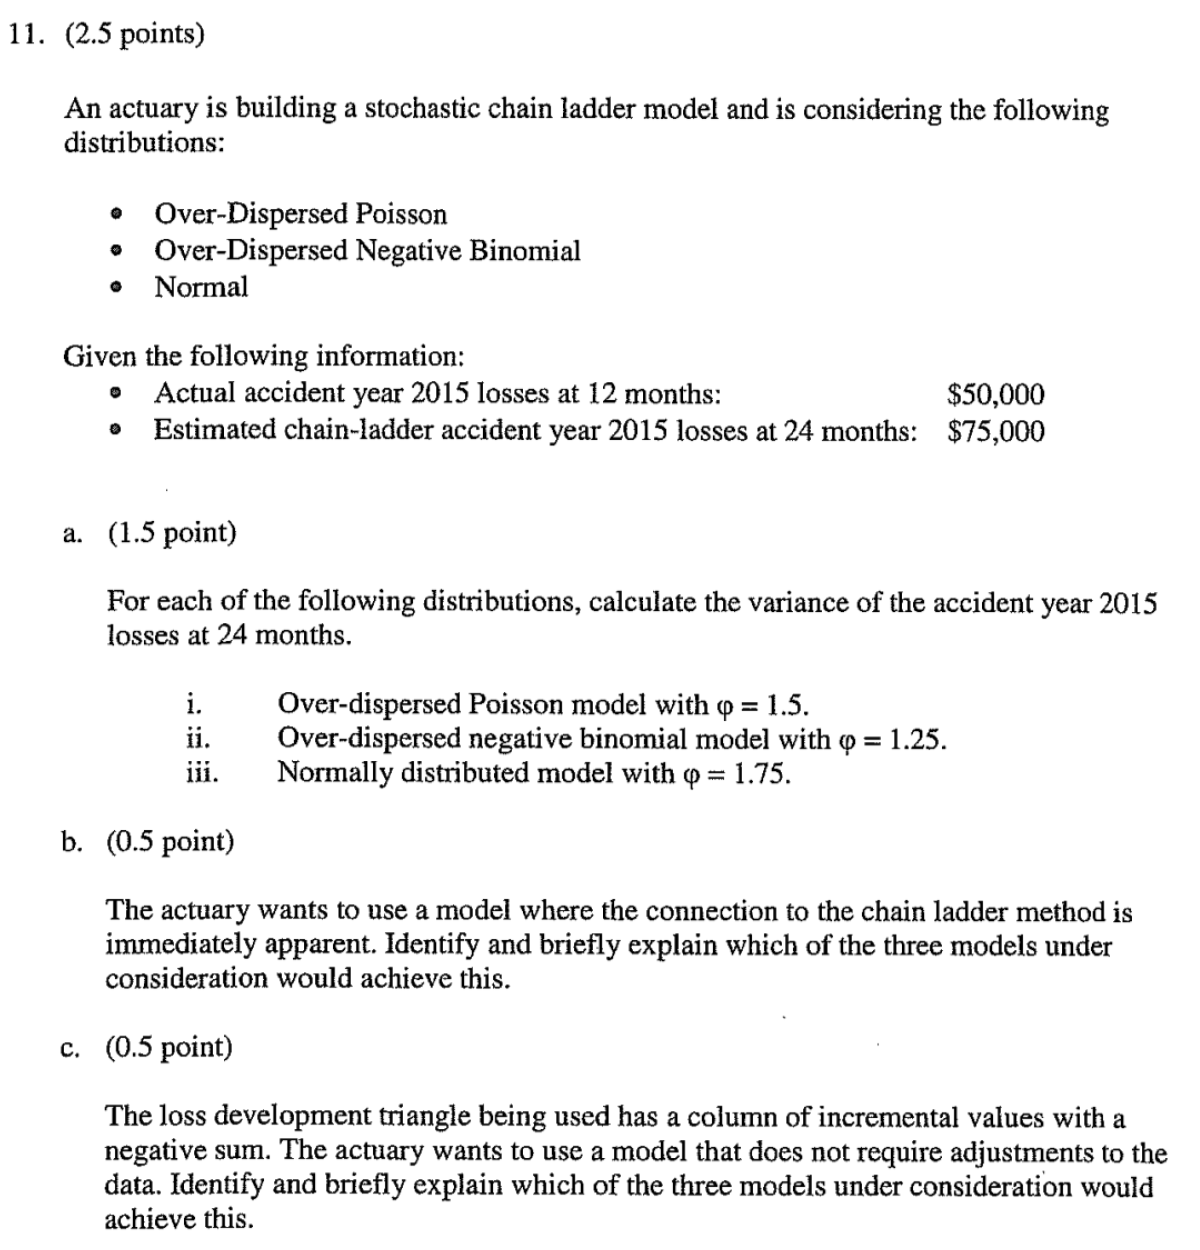 11. (2.5 points)
An actuary is building a stochastic chain ladder model and is considering the following
distributions:
• Over-Dispersed Poisson
• Over-Dispersed Negative Binomial
• Normal
Given the following information:
• Actual accident year 2015 losses at 12 months: $50,000
• Estimated chain-ladder accident year 2015 losses at 24 months: $75,000
a. (1.5 point)
For each of the following distributions, calculate the variance of the accident year 2015
losses at 24 months.
i. Over-dispersed Poisson model with φ = 1.5.
ii. Over-dispersed negative binomial model with φ = 1.25.
iii. Normally distributed model with φ = 1.75.
b. (0.5 point)
The actuary wants to use a model where the connection to the chain ladder method is
immediately apparent. Identify and briefly explain which of the three models under
consideration would achieve this.
c. (0.5 point)
The loss development triangle being used has a column of incremental values with a
negative sum. The actuary wants to use a model that does not require adjustments to the
data. Identify and briefly explain which of the three models under consideration would
achieve this.